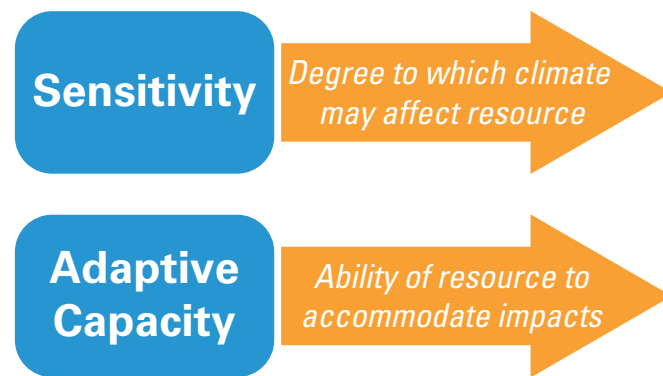 Sensitivity
Degree to which climate
may affect resource
Adaptive
Capacity
Ability of resource to
accommodate impacts